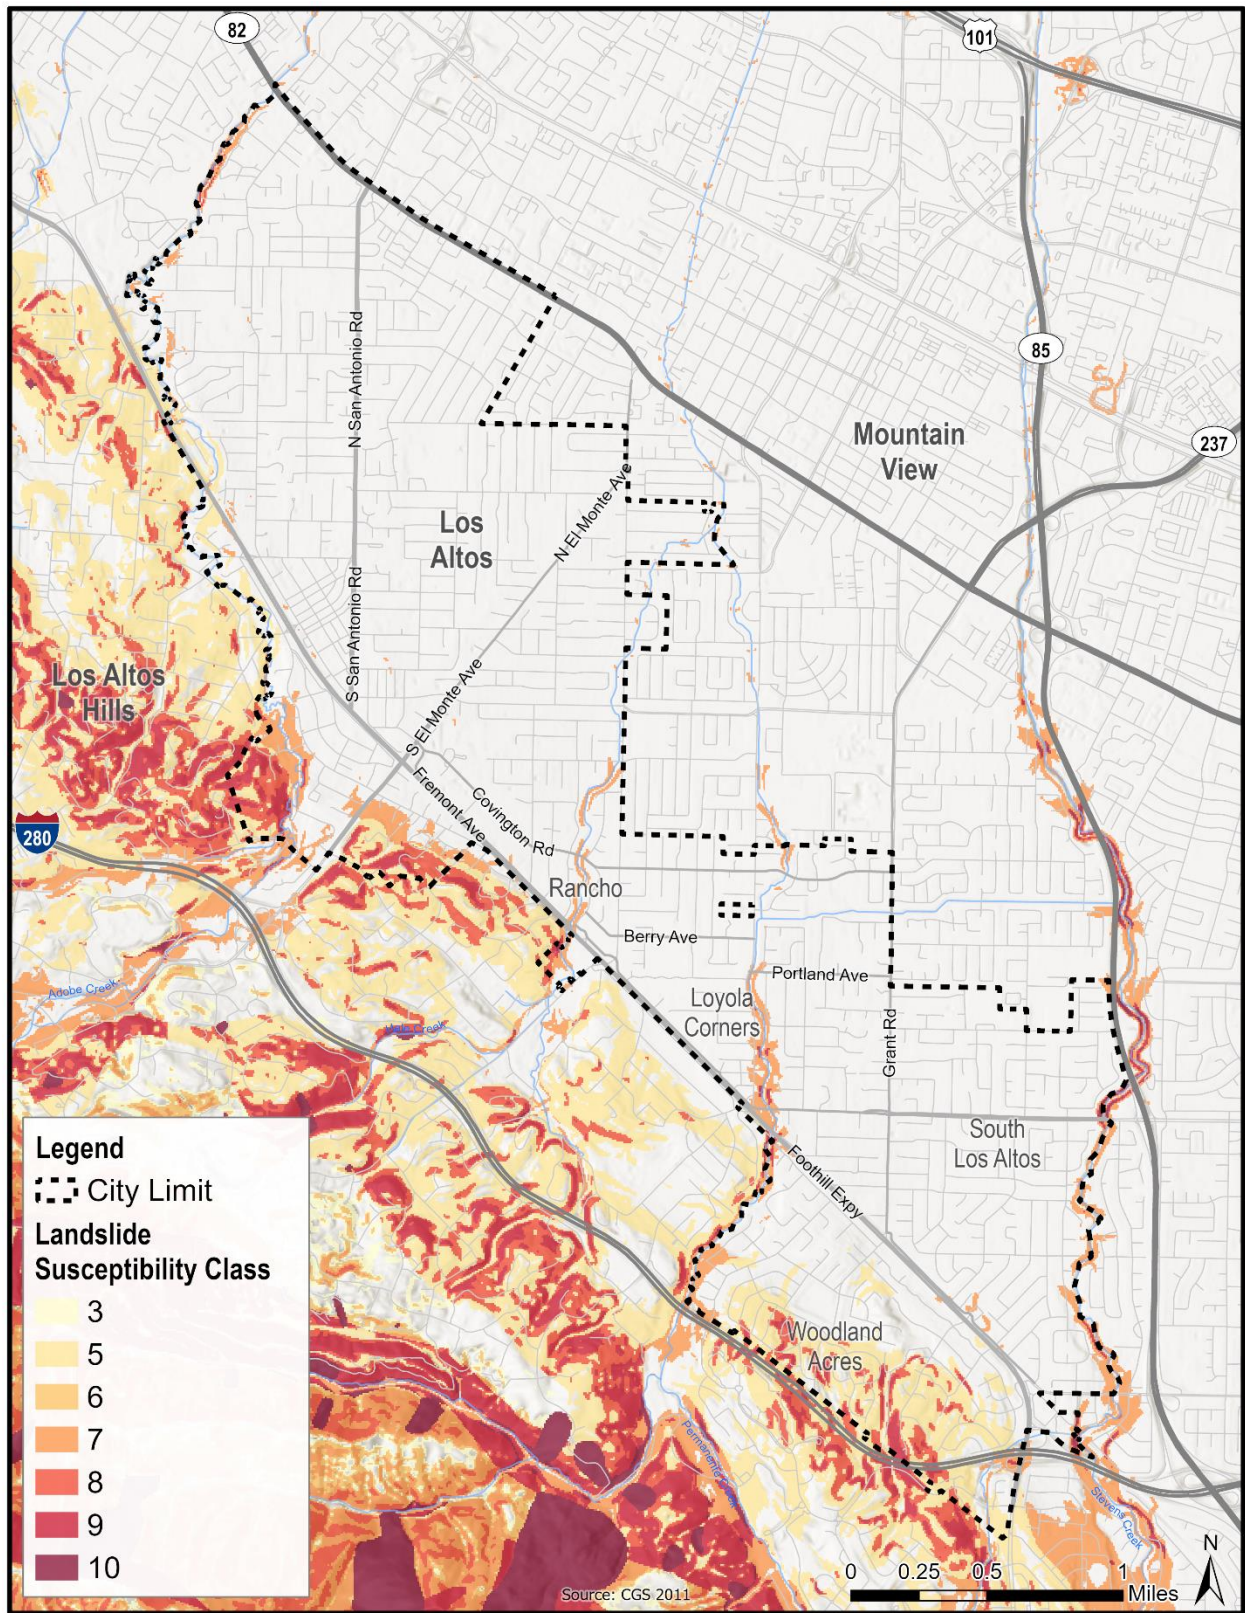 82
101
N San Antonio Rd
85
Mountain
View
237
Los
Altos
N El Monte Ave
S San Antonio Rd
Los Altos
Hills
S El Monte Ave
Fremont Ave
Covington
Rd
280
Rancho
Berry Ave
Portland Ave
Adobe Creek
Hale Creek
Loyola
Corners
Grant Rd
South
Los Altos
Foothill Expy
Woodland
Acres
Permanente Creek
Stevens Creek
Legend
City Limit
Landslide
Susceptibility Class
3
5
6
7
8
9
10
Source: CGS 2011
0 0.25 0.5 1
Miles
N